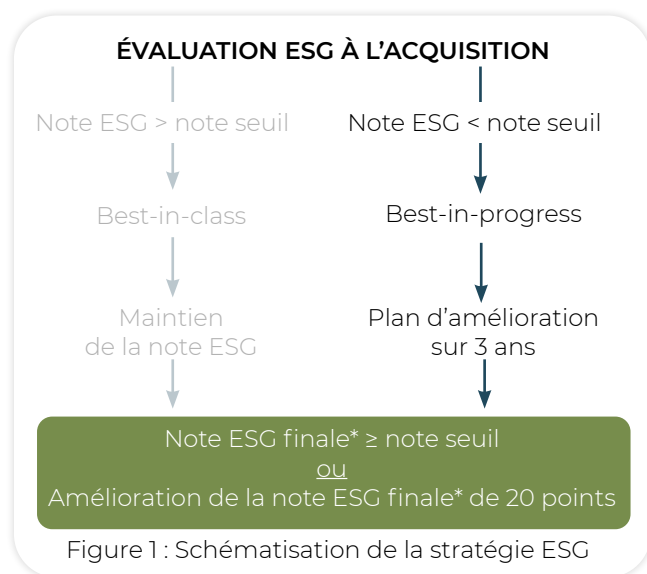 ÉVALUATION ESG À L'ACQUISITION
Note ESG > note seuil
Note ESG < note seuil
Best-in-class
Best-in-progress
Maintien
de la note ESG
Plan d'amélioration
sur 3 ans
Note ESG finale* ≥ note seuil
ou
Amélioration de la note ESG finale* de 20 points
Figure 1 : Schématisation de la stratégie ESG